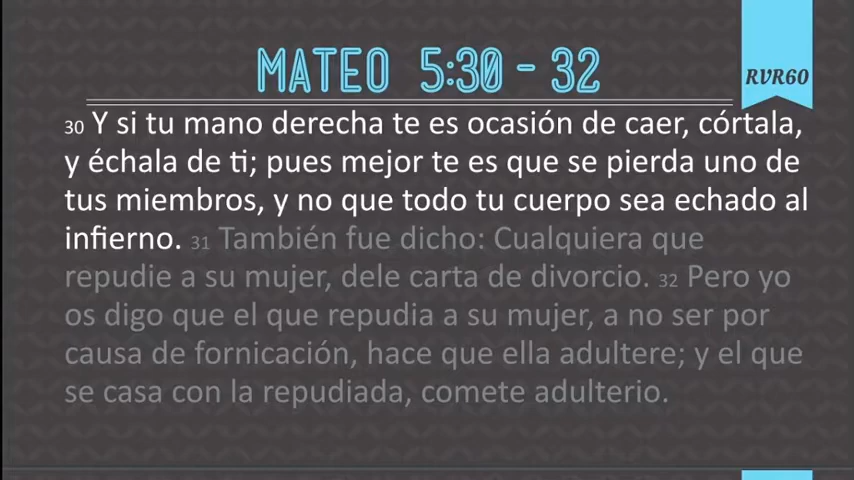 MATEO 5:30 - 32
RVR60
30 Y si tu mano derecha te es ocasión de caer, córtala,
y échala de ti; pues mejor te es que se pierda uno de
tus miembros, y no que todo tu cuerpo sea echado al
infierno. 31 También fue dicho: Cualquiera que
repudie a su mujer, dele carta de divorcio. 32 Pero yo
os digo que el que repudia a su mujer, a no ser por
causa de fornicación, hace que ella adultere; y el que
se casa con la repudiada, comete adulterio.